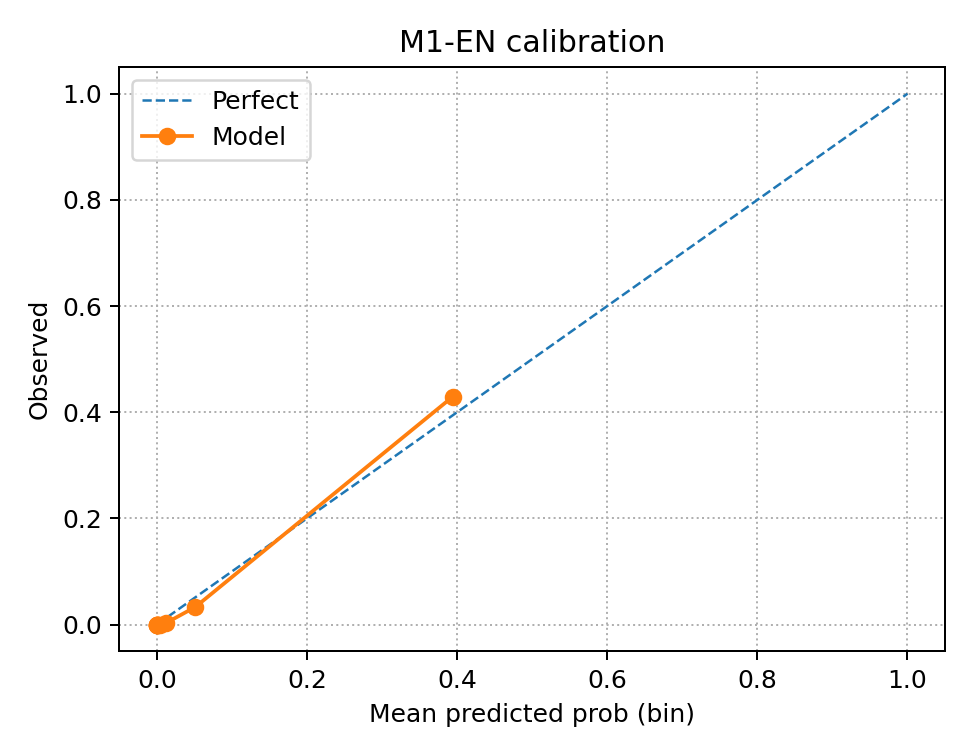 M1-EN calibration
Perfect
Model
1.0
0.8
0.6
0.4
0.2
0.0
Observed
0.0 0.2 0.4 0.6 0.8 1.0
Mean predicted prob (bin)